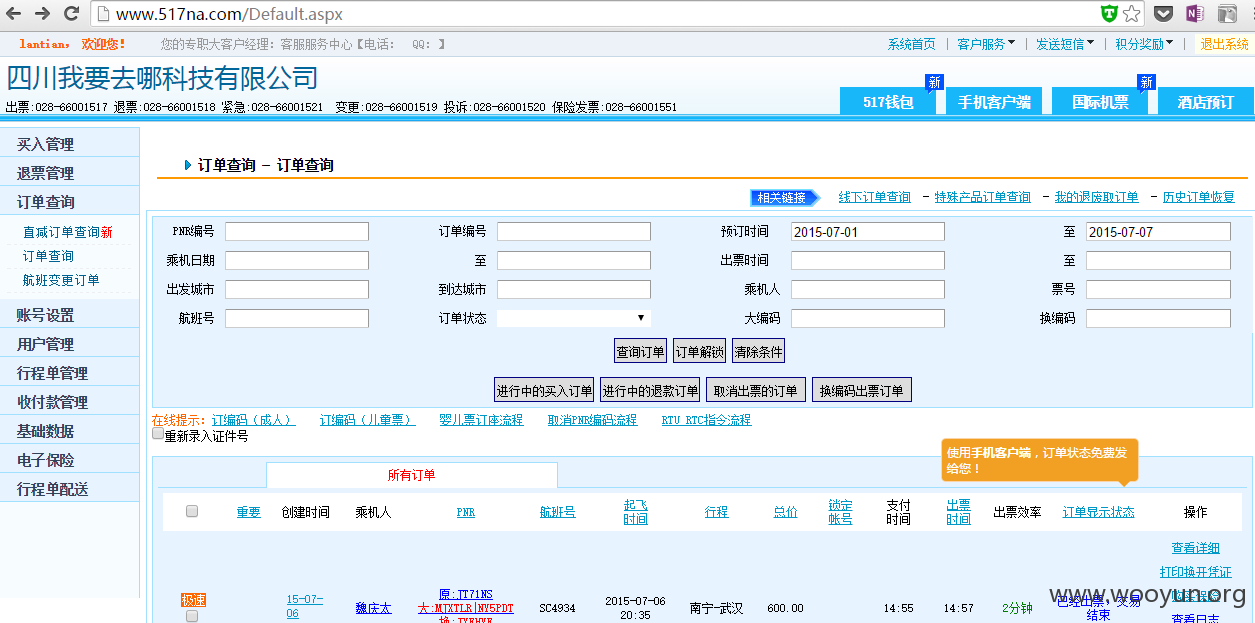 www.517na.com/Default.aspx
lantian， 欢迎您！ 您的专职大客户经理：客服服务中心【电话： QQ： 】 系统首页 | 客户服务 | 发送短信 | 积分奖励 | 退出系统
四川我要去哪科技有限公司
出票:028-66001517 退票:028-66001518 紧急:028-66001521 变更:028-66001519 投诉:028-66001520 保险发票:028-66001551
新 新
517钱包 手机客户端 国际机票 酒店预订
买入管理
退票管理
订单查询
直减订单查询新
订单查询
航班变更订单
账号设置
用户管理
行程单管理
收付款管理
基础数据
电子保险
行程单配送
订单查询 - 订单查询
相关链接 线下订单查询 - 特殊产品订单查询 - 我的退废取订单 - 历史订单恢复
PNR编号 订单编号 预订时间 2015-07-01 至 2015-07-07
乘机日期 至 出票时间 至
出发城市 到达城市 乘机人 票号
航班号 订单状态 大编码 换编码
查询订单 订单解锁 清除条件
进行中的买入订单 进行中的退款订单 取消出票的订单 换编码出票订单
在线提示：订编码（成人） 订编码（儿童票） 婴儿票订座流程 取消PNR编码流程 RTU RTC指令流程
重新录入证件号
使用手机客户端，订单状态免费发给您！
所有订单
重要 创建时间 乘机人 PNR 航班号 起飞时间 行程 总价 锁定帐号 支付时间 出票时间 出票效率 订单显示状态 操作
查看详细
打印换开凭证
极速 15-07-06 魏庆太 原:JT71NS 大:MJXTLR|NV5PDT SC4934 2015-07-06 20:35 南宁-武汉 600.00 14:55 14:57 2分钟 已经出票，交易结束
查看日志
www.wooyun.org